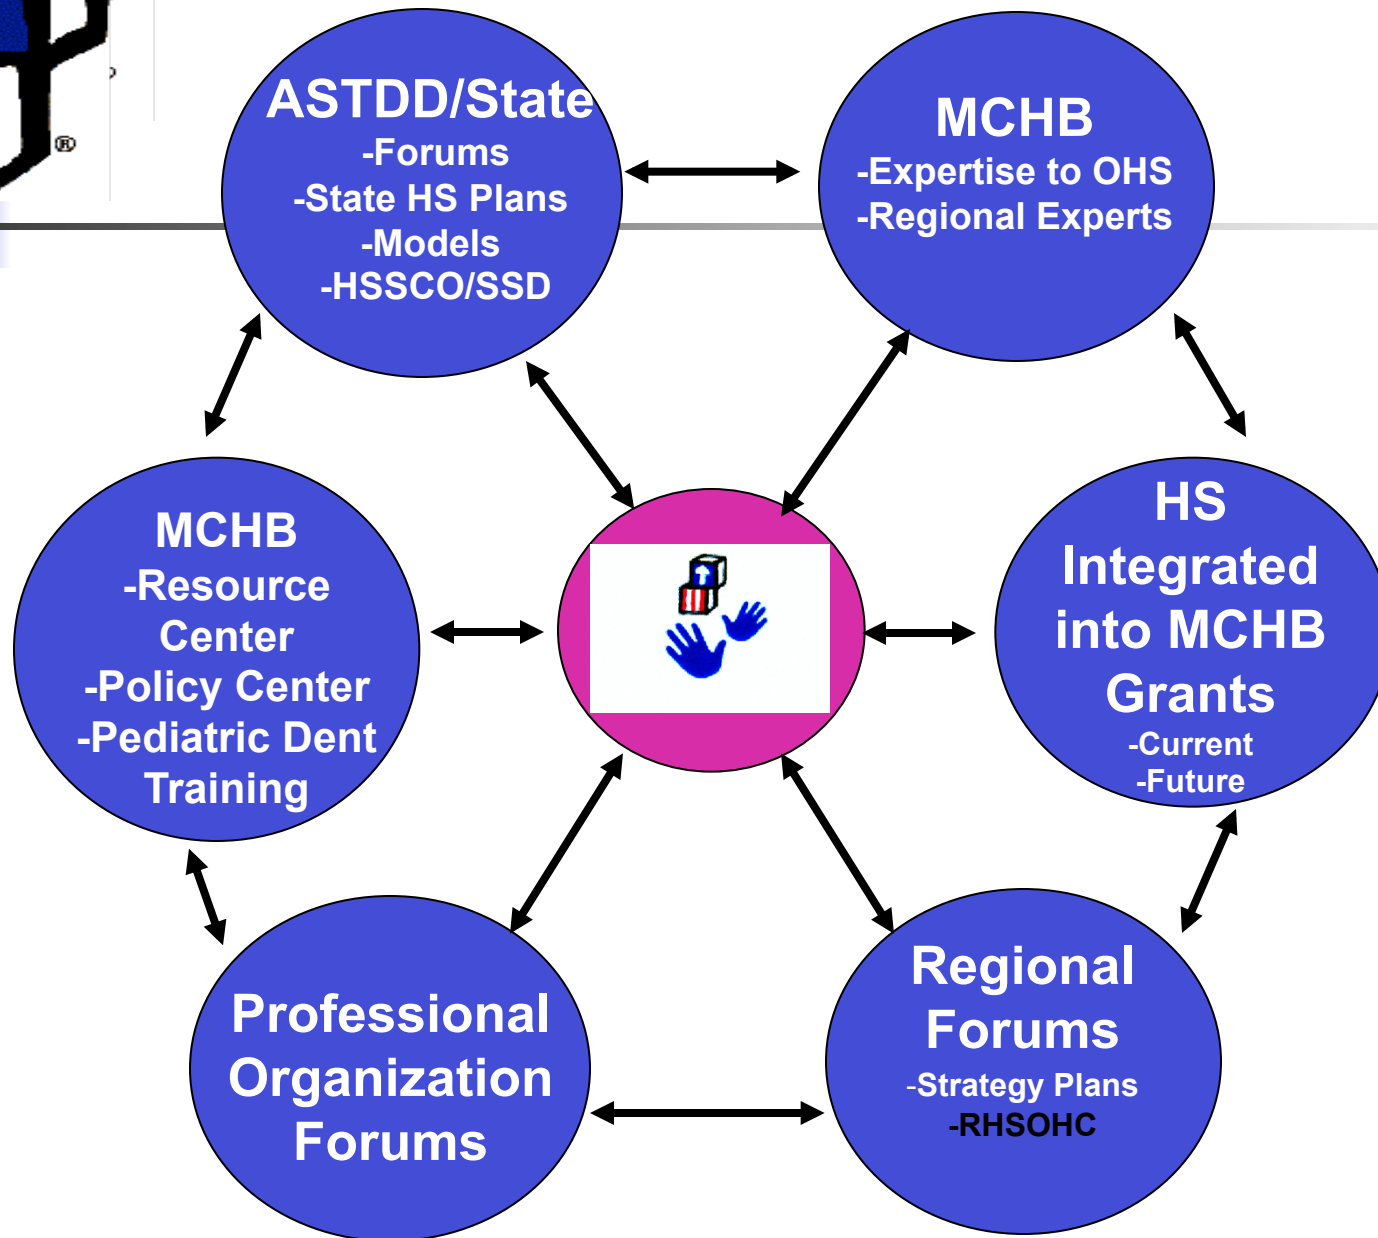 ®
ASTDD/State
-Forums
-State HS Plans
-Models
-HSSCO/SSD
MCHB
-Expertise to OHS
-Regional Experts
MCHB
-Resource
Center
-Policy Center
-Pediatric Dent
Training
HS
Integrated
into MCHB
Grants
-Current
-Future
Professional
Organization
Forums
Regional
Forums
-Strategy Plans
-RHSOHC